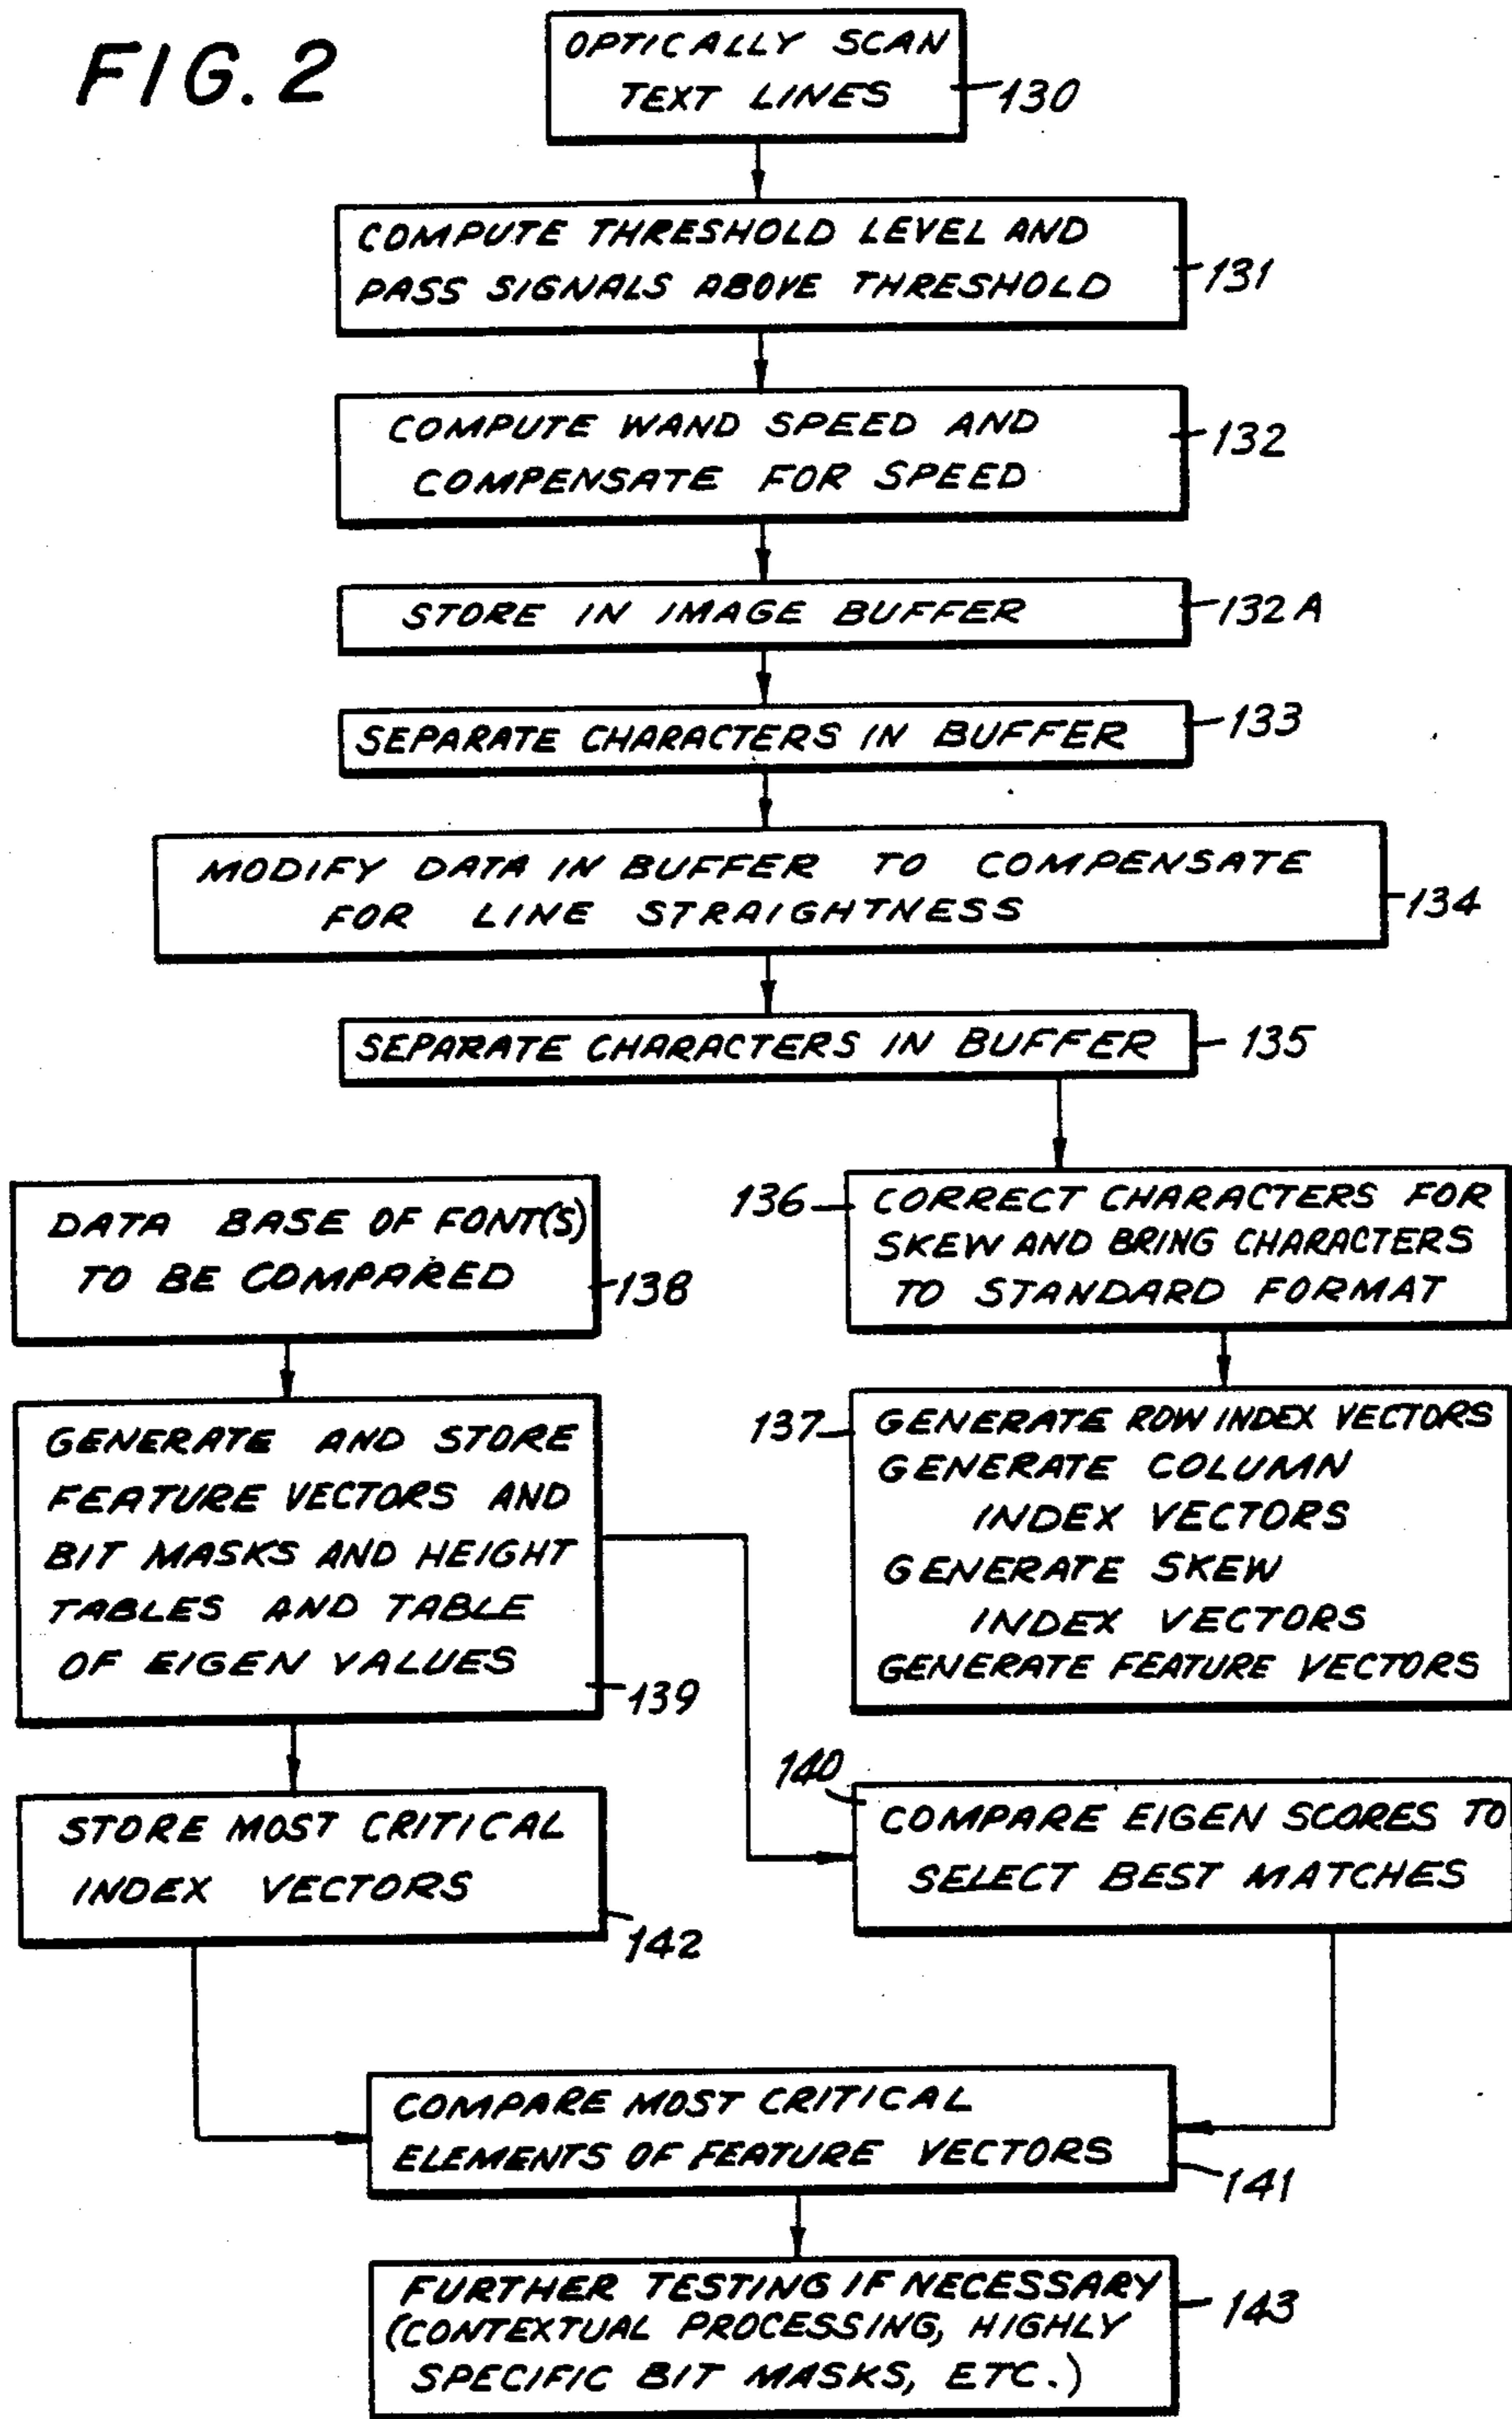 FIG. 2
OPTICALLY SCAN
TEXT LINES
130
COMPUTE THRESHOLD LEVEL AND
PASS SIGNALS ABOVE THRESHOLD
131
COMPUTE WAND SPEED AND
COMPENSATE FOR SPEED
132
STORE IN IMAGE BUFFER
132A
SEPARATE CHARACTERS IN BUFFER
133
MODIFY DATA IN BUFFER TO COMPENSATE
FOR LINE STRAIGHTNESS
134
SEPARATE CHARACTERS IN BUFFER
135
136
CORRECT CHARACTERS FOR
SKEW AND BRING CHARACTERS
TO STANDARD FORMAT
DATA BASE OF FONT(S)
TO BE COMPARED
138
137
GENERATE ROW INDEX VECTORS
GENERATE COLUMN
INDEX VECTORS
GENERATE SKEW
INDEX VECTORS
GENERATE FEATURE VECTORS
GENERATE AND STORE
FEATURE VECTORS AND
BIT MASKS AND HEIGHT
TABLES AND TABLE
OF EIGEN VALUES
139
140
COMPARE EIGEN SCORES TO
SELECT BEST MATCHES
STORE MOST CRITICAL
INDEX VECTORS
142
COMPARE MOST CRITICAL
ELEMENTS OF FEATURE VECTORS
141
FURTHER TESTING IF NECESSARY
(CONTEXTUAL PROCESSING, HIGHLY
SPECIFIC BIT MASKS, ETC.)
143